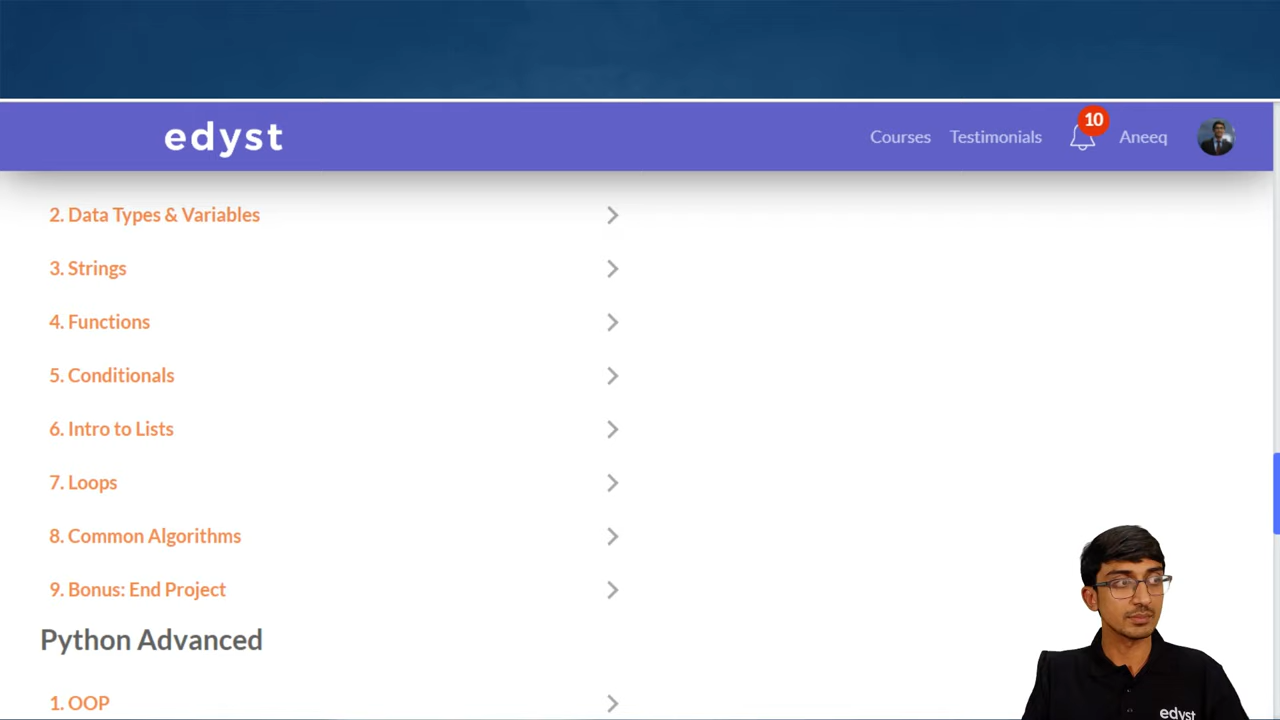 edyst
Courses
Testimonials
10
Aneeq
2. Data Types & Variables
3. Strings
4. Functions
5. Conditionals
6. Intro to Lists
7. Loops
8. Common Algorithms
9. Bonus: End Project
Python Advanced
1. OOP
edyst